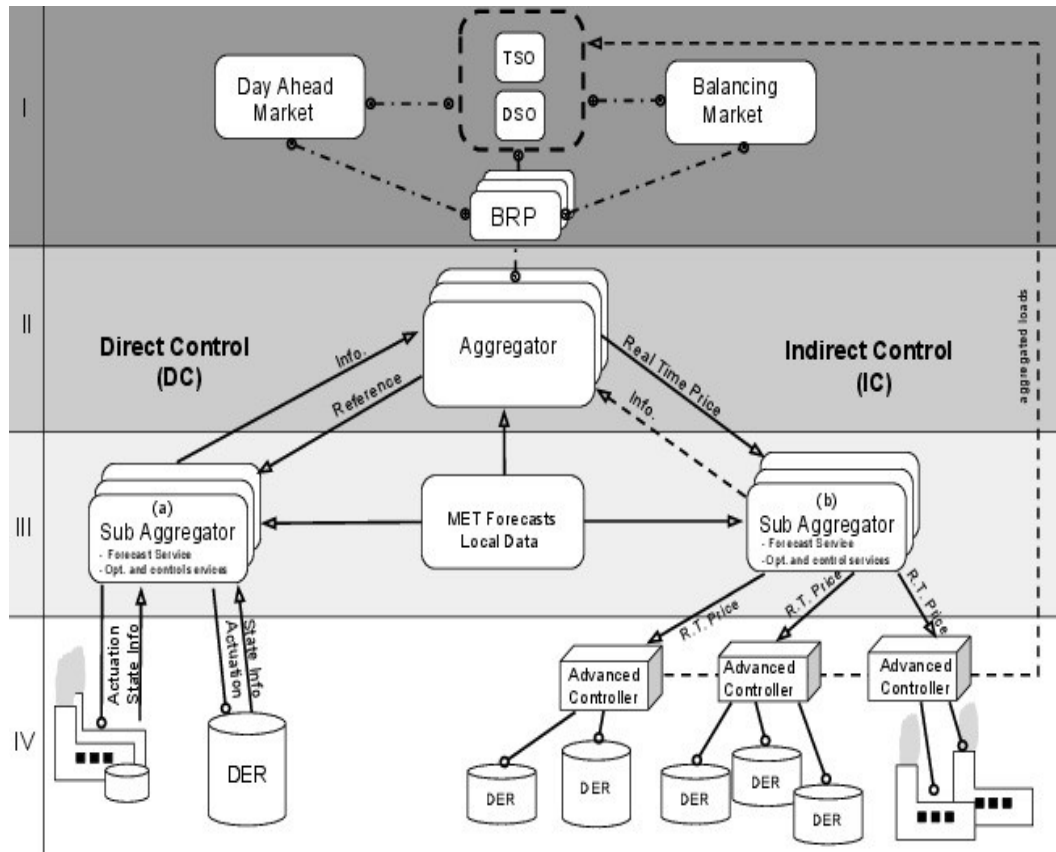 I
TSO
DSO
Day Ahead
Market
Balancing
Market
BRP
II
Direct Control
(DC)
Info.
Reference
Aggregator
Real Time Price
Info.
Indirect Control
(IC)
aggregated loads
III
(a)
Sub Aggregator
- Forecast Service
- Opt. and control services
MET Forecasts
Local Data
(b)
Sub Aggregator
- Forecast Service
- Opt. and control services
R.T. Price
R.T. Price
R.T. Price
IV
Actuation
State Info
Actuation
State Info
DER
Advanced
Controller
Advanced
Controller
Advanced
Controller
DER
DER
DER
DER
DER